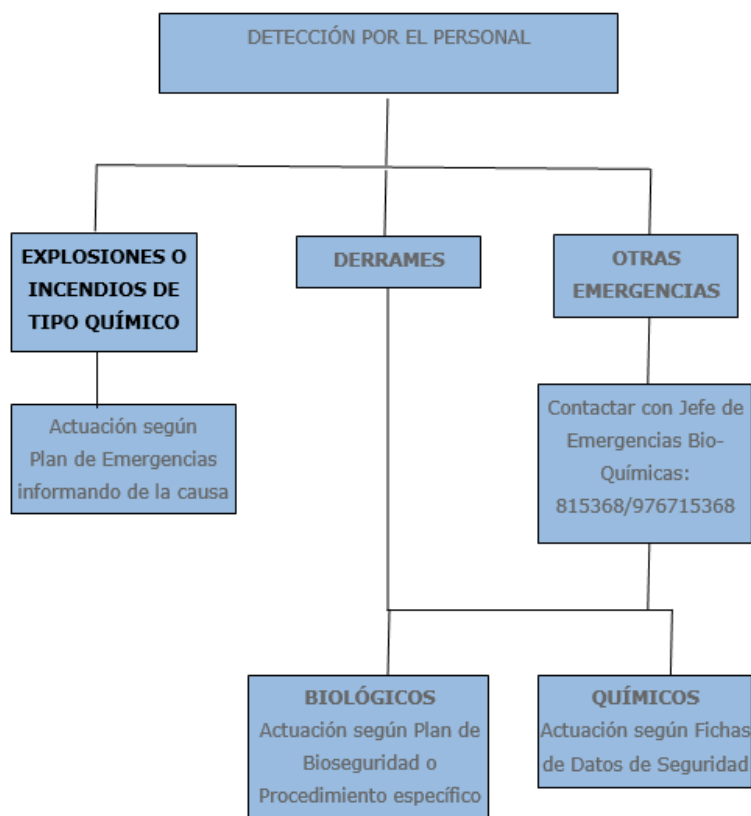 DETECCIÓN POR EL PERSONAL
EXPLOSIONES O
INCENDIOS DE
TIPO QUÍMICO
DERRAMES
OTRAS
EMERGENCIAS
Actuación según
Plan de Emergencias
informando de la causa
Contactar con Jefe de
Emergencias Bio-
Químicas:
815368/976715368
BIOLÓGICOS
Actuación según Plan de
Bioseguridad o
Procedimiento específico
QUÍMICOS
Actuación según Fichas
de Datos de Seguridad